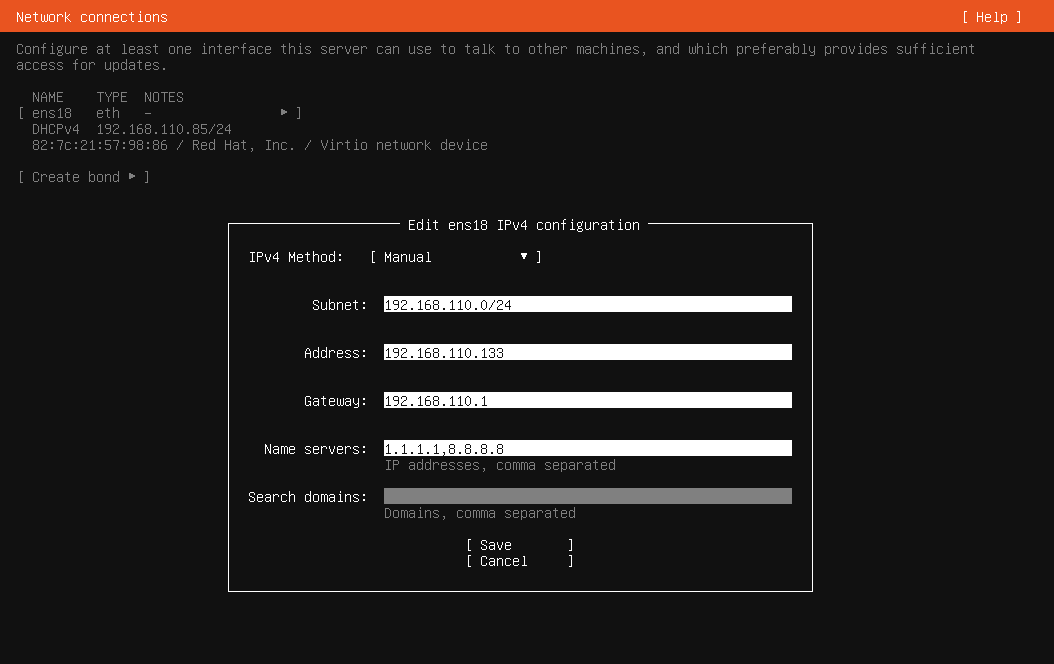 Network connections [ Help ]
Configure at least one interface this server can use to talk to other machines, and which preferably provides sufficient
access for updates.
NAME TYPE NOTES
[ ens18 eth – ▸ ]
DHCPv4 192.168.110.85/24
82:7c:21:57:98:86 / Red Hat, Inc. / Virtio network device
[ Create bond ▸ ]
Edit ens18 IPv4 configuration
IPv4 Method: [ Manual ▾ ]
Subnet: 192.168.110.0/24
Address: 192.168.110.133
Gateway: 192.168.110.1
Name servers: 1.1.1.1,8.8.8.8
IP addresses, comma separated
Search domains:
Domains, comma separated
[ Save ]
[ Cancel ]